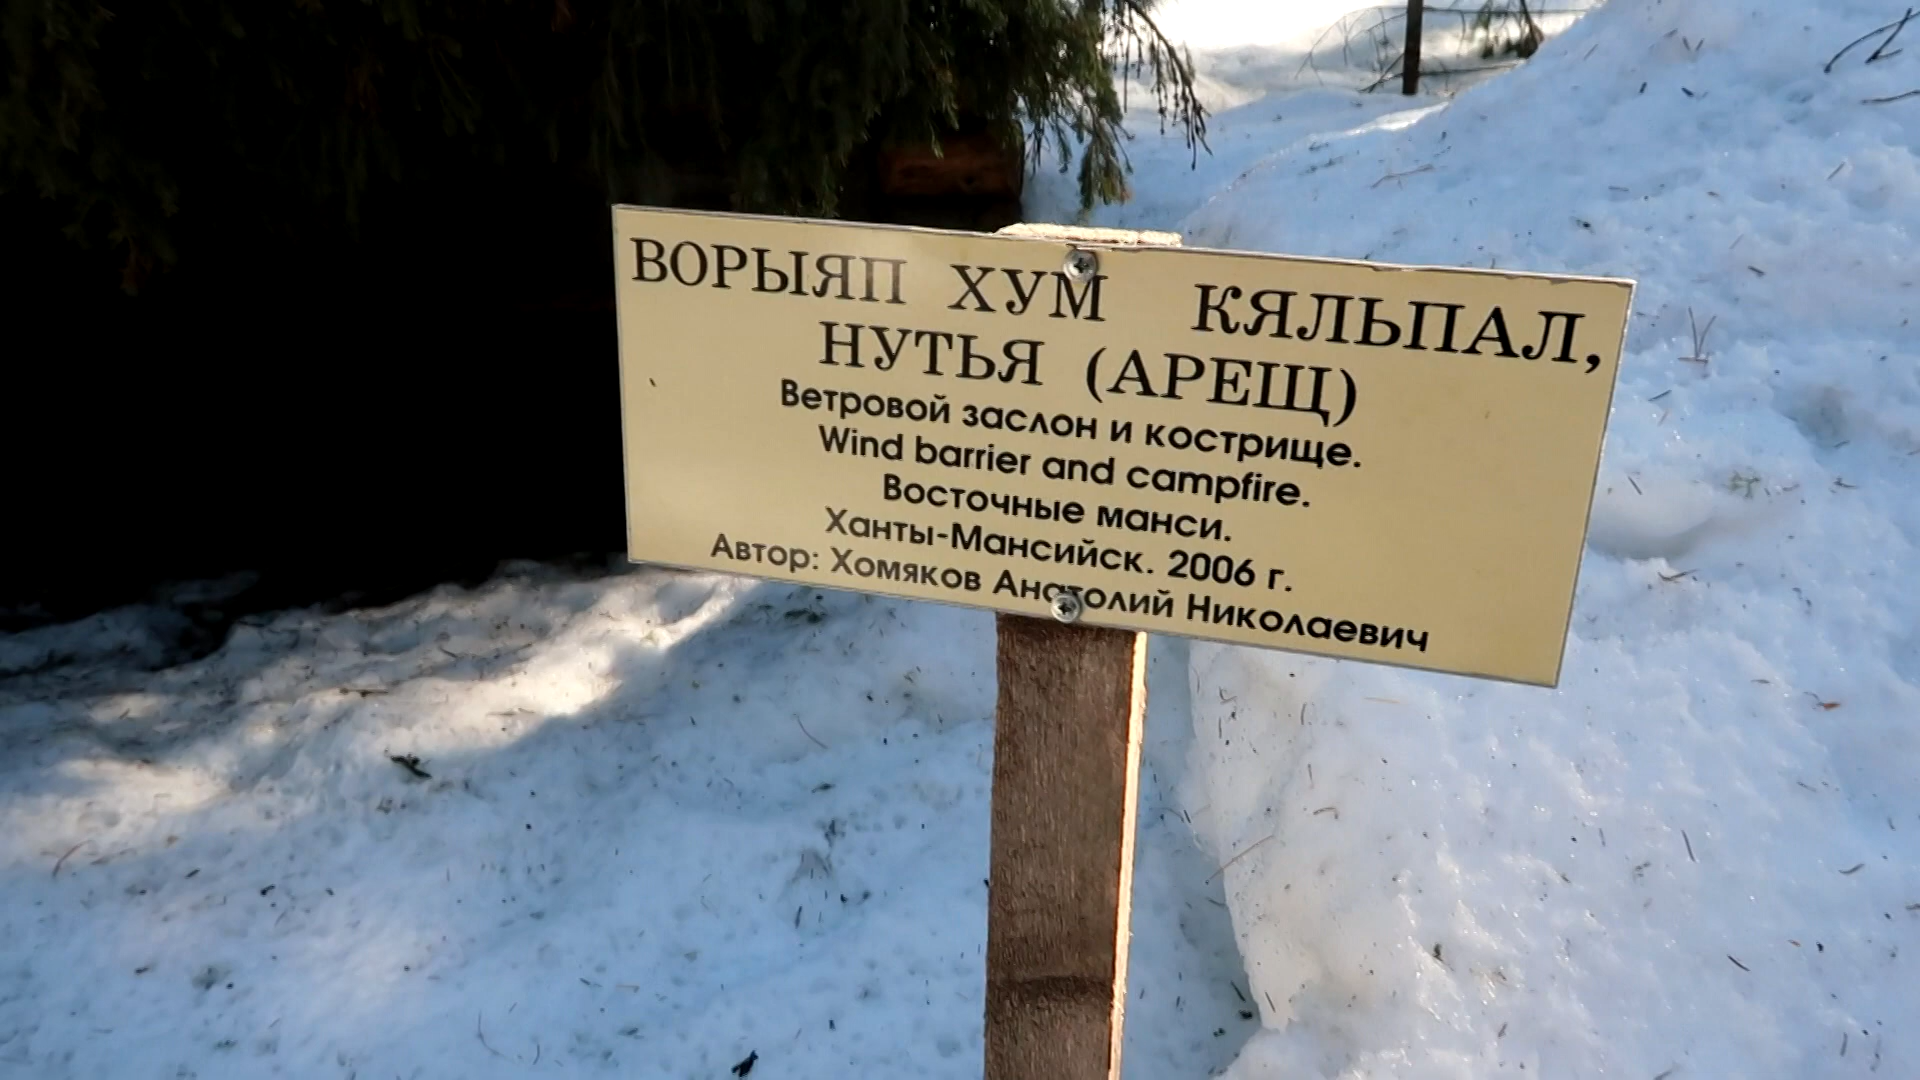 ВОРЫЯП ХУМ КЯЛЬПАЛ,
НУТЬЯ (АРЕЩ)
Ветровой заслон и кострище.
Wind barrier and campfire.
Восточные манси.
Ханты-Мансийск. 2006 г.
Автор: Хомяков Анатолий Николаевич